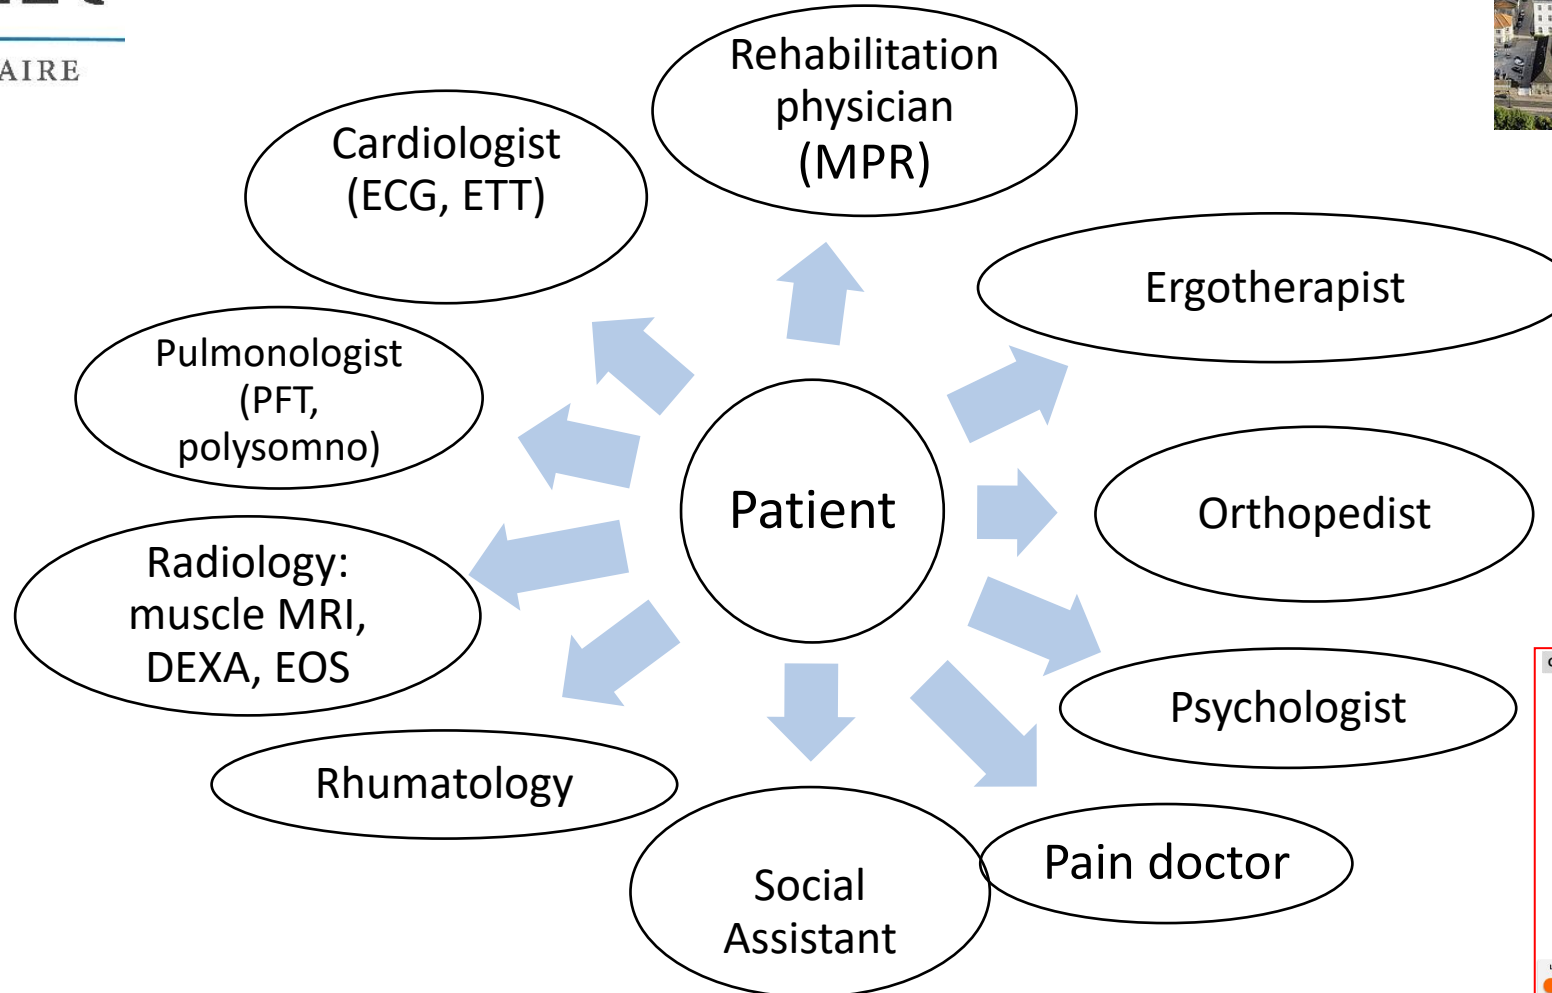 AIRE
Rehabilitation
physician
(MPR)
Cardiologist
(ECG, ETT)
Ergotherapist
Pulmonologist
(PFT,
polysomno)
Patient
Orthopedist
Radiology:
muscle MRI,
DEXA, EOS
Psychologist
Rhumatology
Social
Assistant
Pain doctor